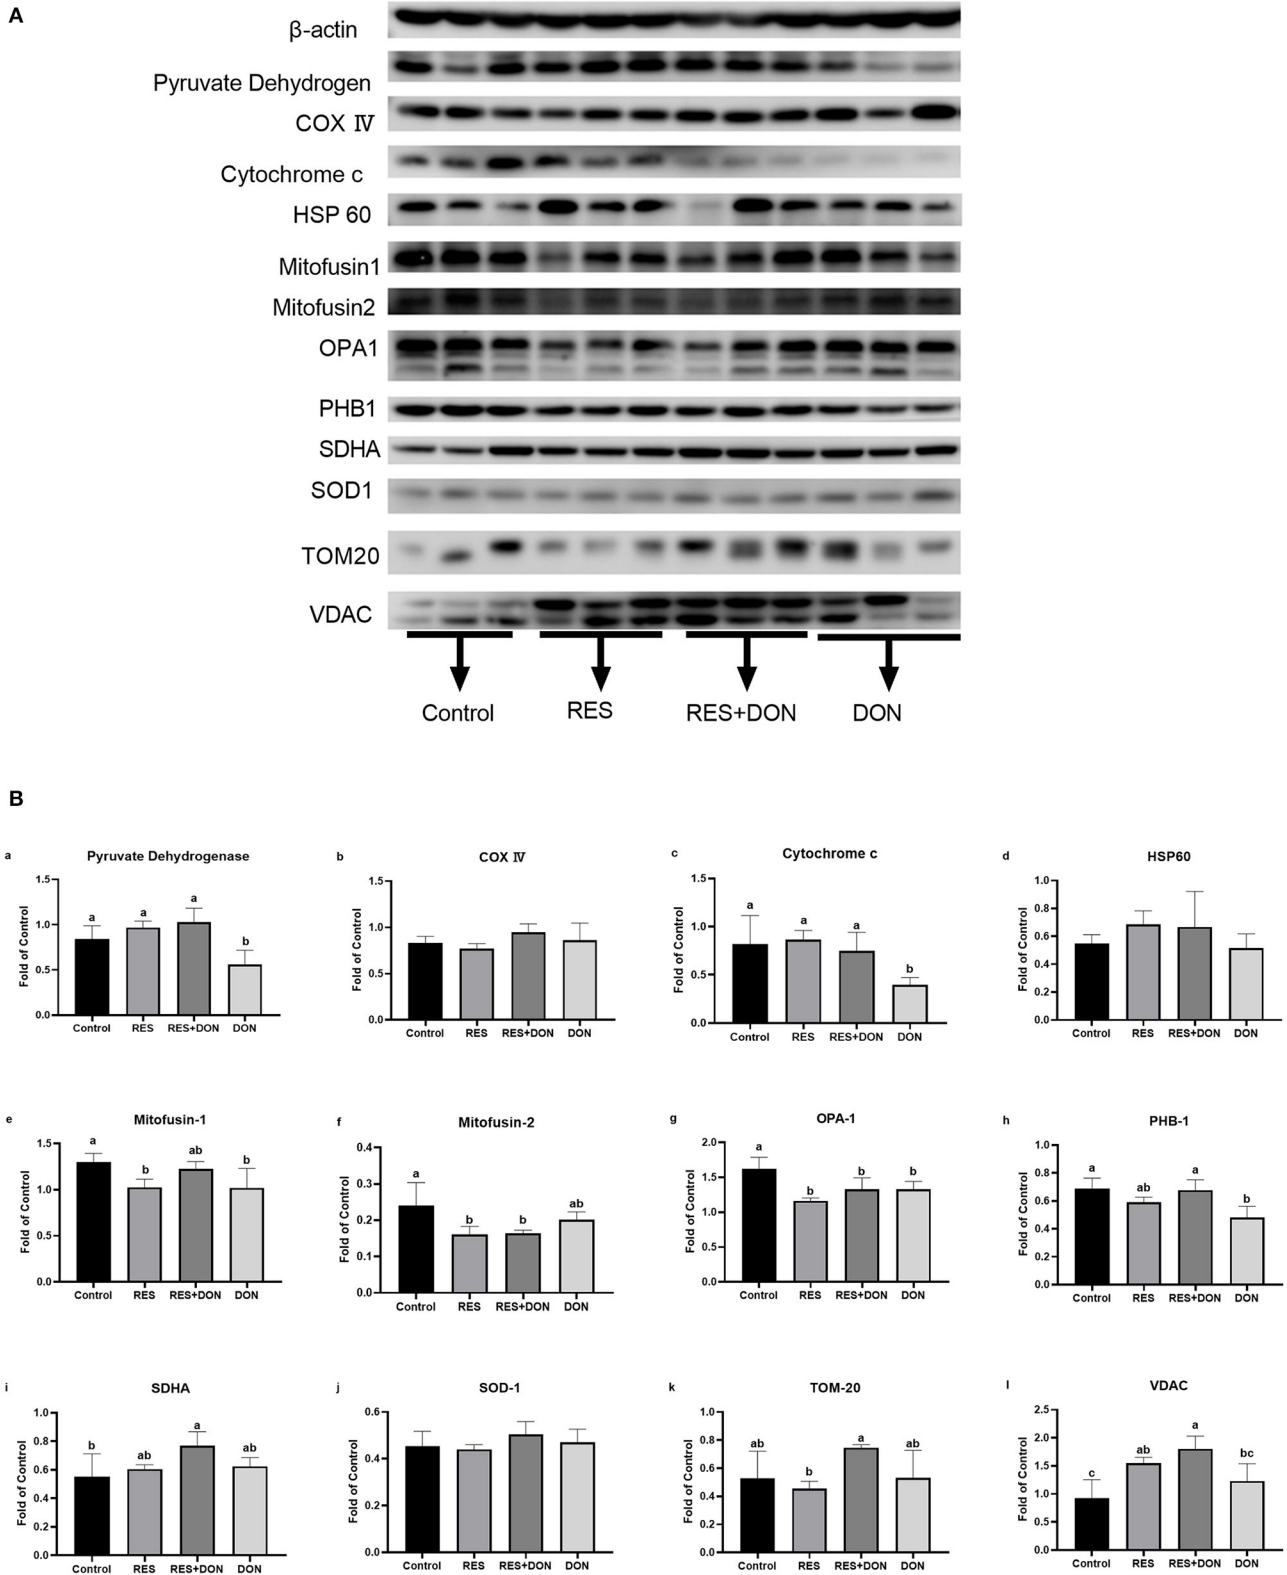 A
β-actin
Pyruvate Dehydrogen
COX Ⅳ
Cytochrome c
HSP 60
Mitofusin1
Mitofusin2
OPA1
PHB1
SDHA
SOD1
TOM20
VDAC
Control RES RES+DON DON
B
a Pyruvate Dehydrogenase
Fold of Control
1.5
1.0
0.5
0.0
a a a b
Control RES RES+DON DON
b COX Ⅳ
Fold of Control
1.5
1.0
0.5
0.0
Control RES RES+DON DON
c Cytochrome c
Fold of Control
1.5
1.0
0.5
0.0
a a a b
Control RES RES+DON DON
d HSP60
Fold of Control
1.0
0.8
0.6
0.4
0.2
0.0
Control RES RES+DON DON
e Mitofusin-1
Fold of Control
1.5
1.0
0.5
0.0
a b ab b
Control RES RES+DON DON
f Mitofusin-2
Fold of Control
0.4
0.3
0.2
0.1
0.0
a b b ab
Control RES RES+DON DON
g OPA-1
Fold of Control
2.0
1.5
1.0
0.5
0.0
a b b b
Control RES RES+DON DON
h PHB-1
Fold of Control
1.0
0.8
0.6
0.4
0.2
0.0
a ab a b
Control RES RES+DON DON
i SDHA
Fold of Control
1.0
0.8
0.6
0.4
0.2
0.0
b ab a ab
Control RES RES+DON DON
j SOD-1
Fold of Control
0.6
0.4
0.2
0.0
Control RES RES+DON DON
k TOM-20
Fold of Control
1.0
0.8
0.6
0.4
0.2
0.0
ab b a ab
Control RES RES+DON DON
l VDAC
Fold of Control
2.5
2.0
1.5
1.0
0.5
0.0
c ab a bc
Control RES RES+DON DON